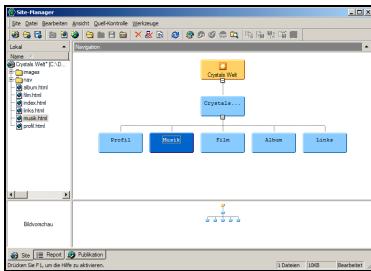 Site-Manager
Site Datei Bearbeiten Ansicht Quell-Kontrolle Werkzeuge
Lokal
Navigation
Name
Crystals Welt" [C:\D...
images
nav
album.html
film.html
index.html
links.html
musik.html
profil.html
Crystals Welt
Crystals...
Profil
Musik
Film
Album
Links
Bildvorschau
Site Report Publikation
Drücken Sie F1, um die Hilfe zu aktivieren.
1 Dateien 10KB Bearbeitet